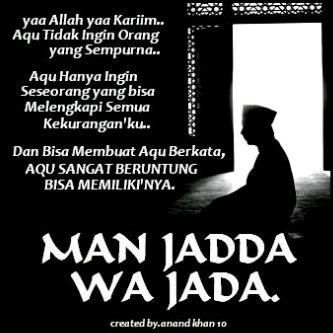 yaa Allah yaa Kariim..
Aqu Tidak Ingin Orang
yang Sempurna..
Aqu Hanya Ingin
Seseorang yang bisa
Melengkapi Semua
Kekurangan'ku..
Dan Bisa Membuat Aqu Berkata,
AQU SANGAT BERUNTUNG
BISA MEMILIKI'NYA.
MAN JADDA
WA JADA.
created by.anand khan 10